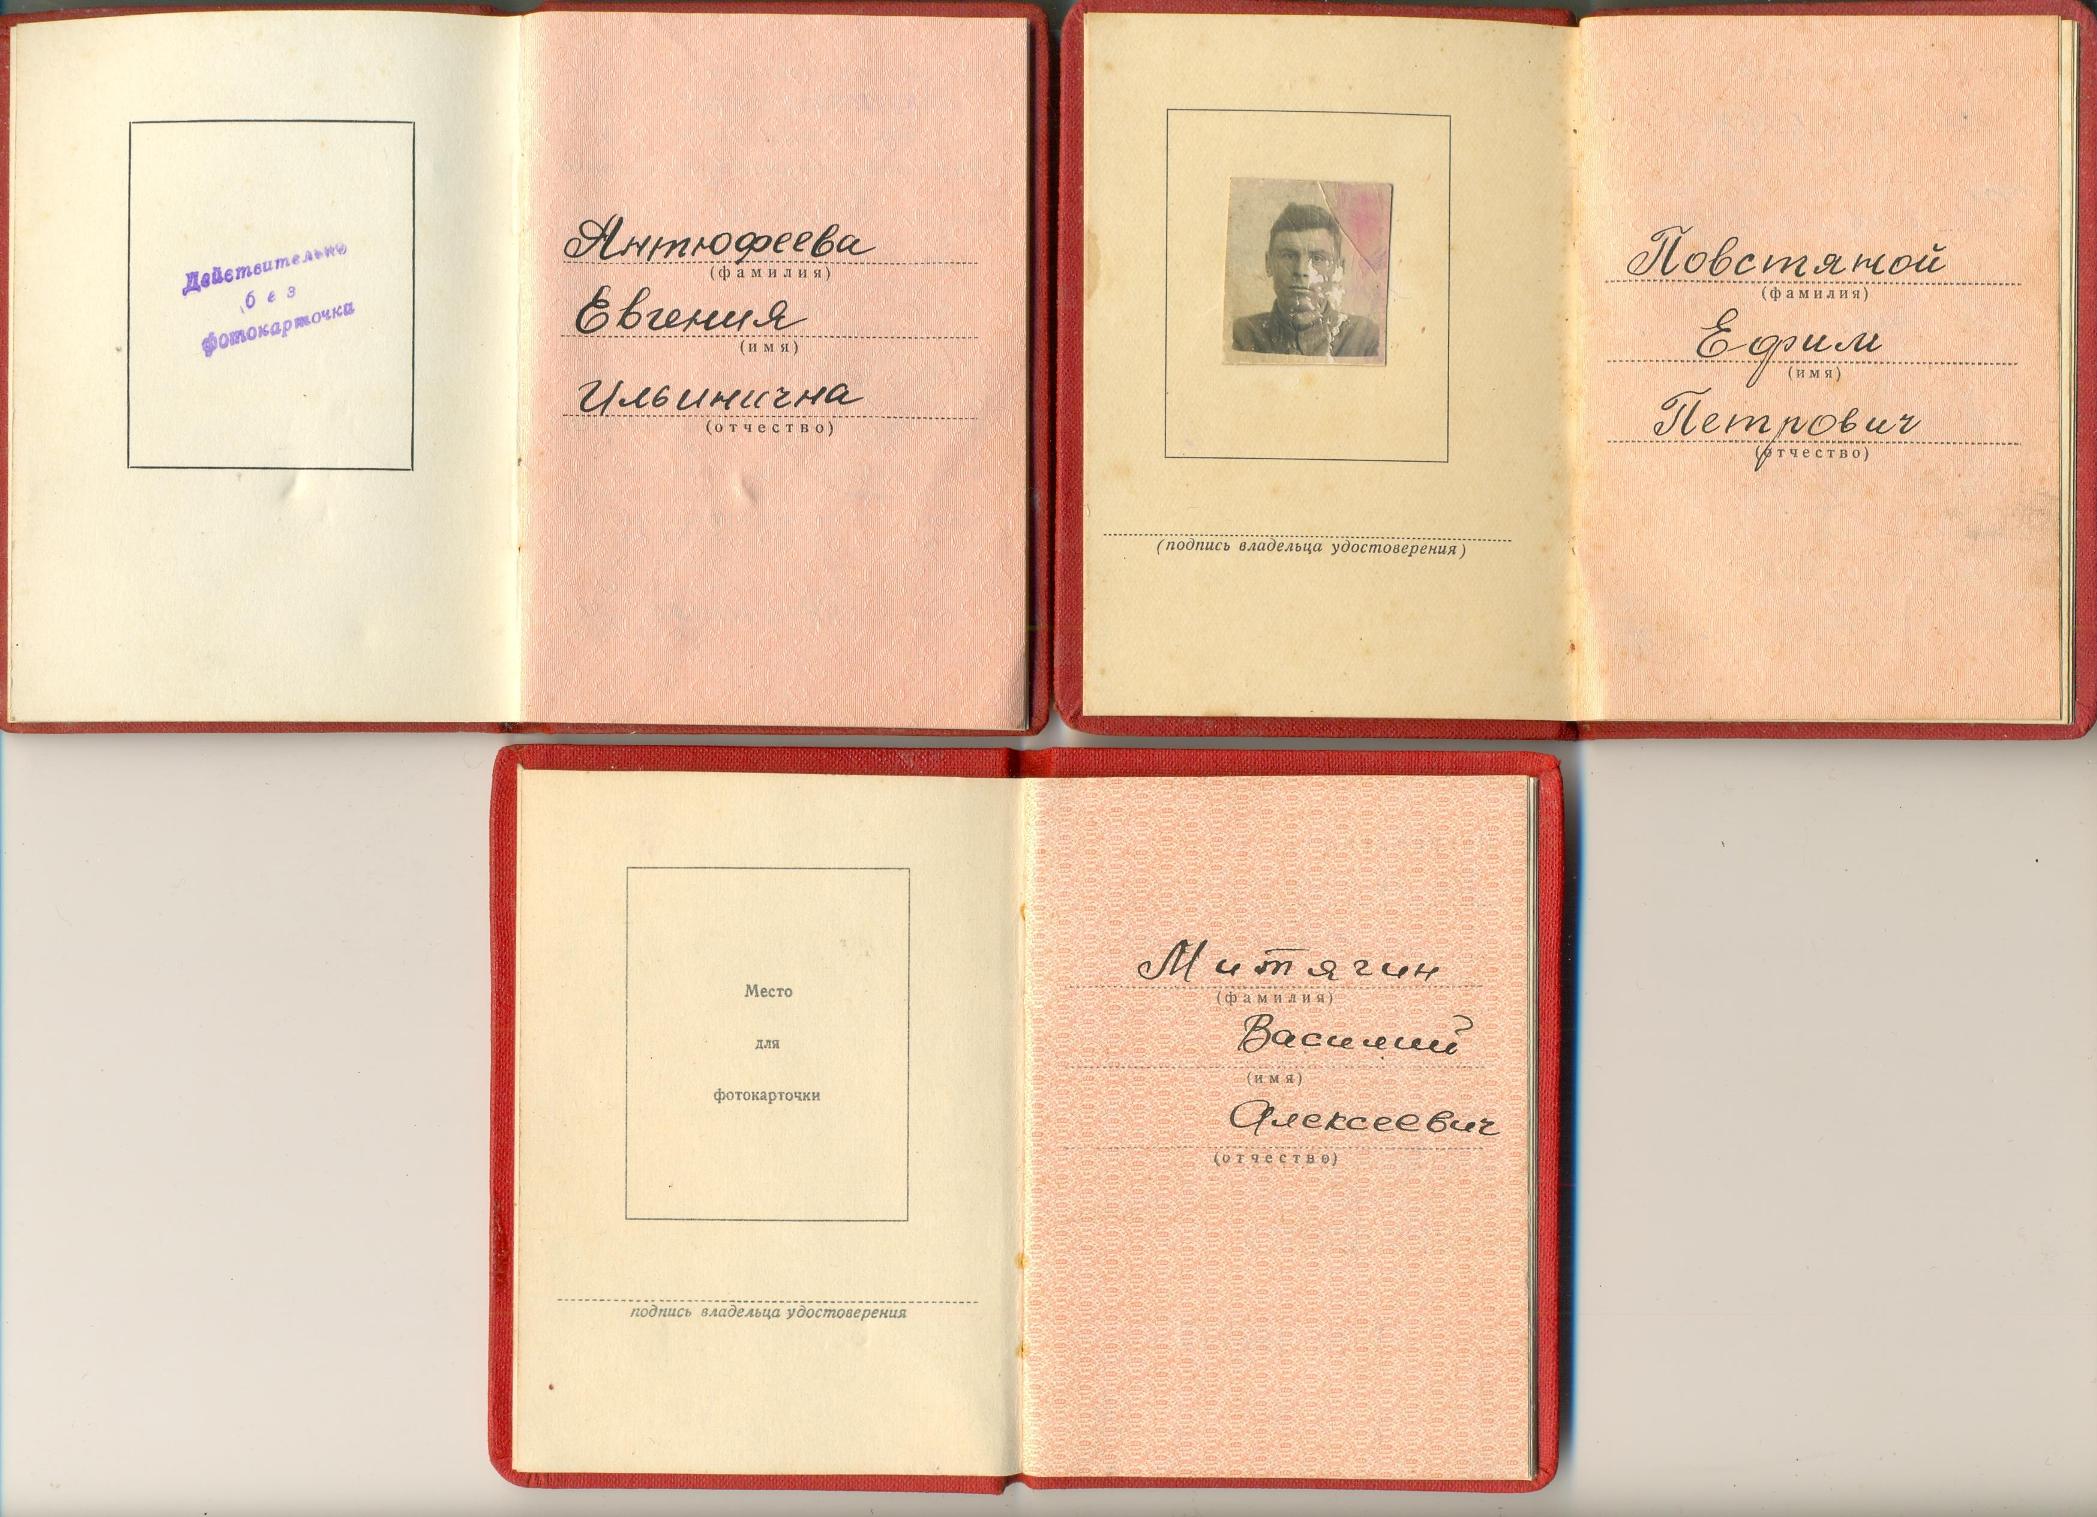 Действительно
без
фотокарточка
Антюфеева
(фамилия)
Евгения
(имя)
Ильинична
(отчество)
(подпись владельца удостоверения)
Повстяной
(фамилия)
Ефим
(имя)
Петрович
(отчество)
Место
для
фотокарточки
подпись владельца удостоверения
Митягин
(фамилия)
Василий
(имя)
Алексеевич
(отчество)